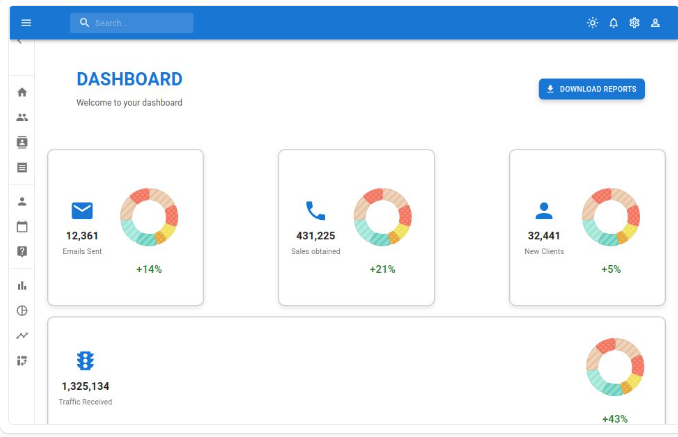 Search...
DASHBOARD
Welcome to your dashboard
DOWNLOAD REPORTS
12,361
Emails Sent
+14%
431,225
Sales obtained
+21%
32,441
New Clients
+5%
1,325,134
Traffic Received
+43%